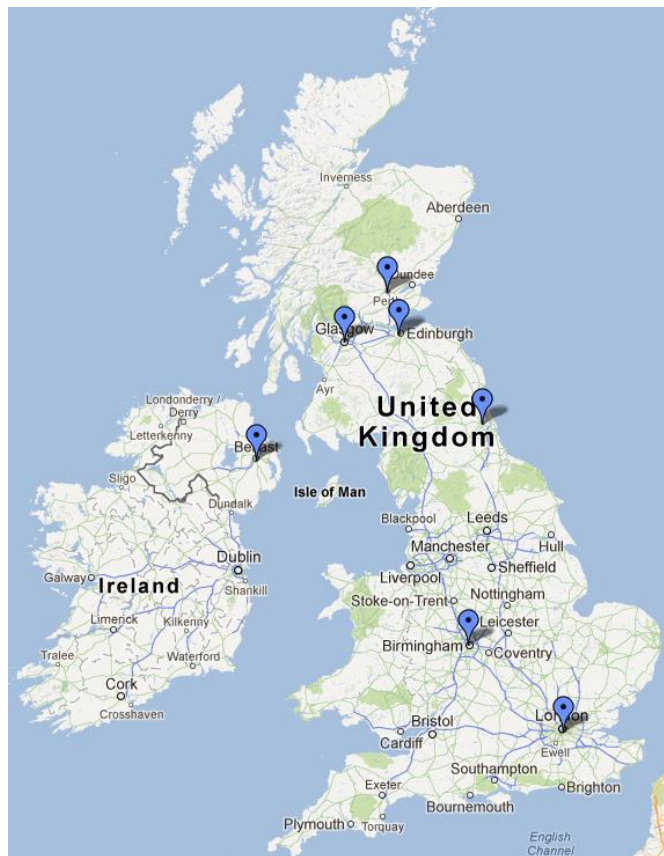 Inverness
Aberdeen
Dundee
Perth
Glasgow
Edinburgh
Ayr
United
Kingdom
Londonderry /
Derry
Letterkenny
Belfast
Sligo
Isle of Man
Dundalk
Blackpool
Leeds
Dublin
Manchester
Hull
Galway
Ireland
Liverpool
Sheffield
Shankill
Stoke-on-Trent
Nottingham
Limerick
Kilkenny
Leicester
Tralee
Waterford
Birmingham
Coventry
Cork
Crosshaven
London
Bristol
Cardiff
Ewell
Southampton
Exeter
Brighton
Bournemouth
Plymouth
Torquay
English
Channel